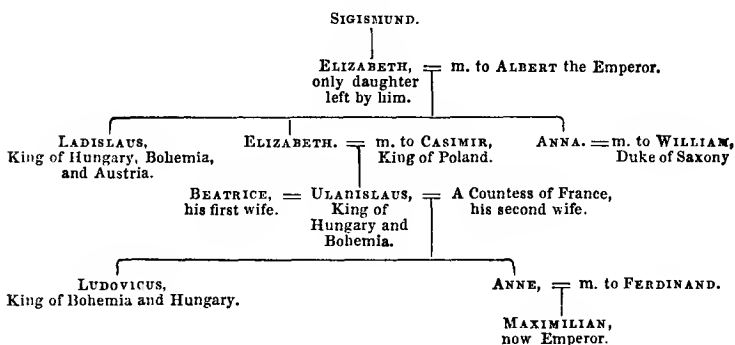 SIGISMUND.
ELIZABETH, = m. to ALBERT the Emperor.
only daughter
left by him.
LADISLAUS,
King of Hungary, Bohemia,
and Austria.
ELIZABETH. = m. to CASIMIR,
King of Poland.
ANNA. = m. to WILLIAM,
Duke of Saxony
BEATRICE,
his first wife.
= ULANISLAUS, =
King of
Hungary and
Bohemia.
A Countess of France,
his second wife.
LUDOVICUS,
King of Bohemia and Hungary.
ANNE, = m. to FERDINAND.
MAXIMILIAN,
now Emperor.